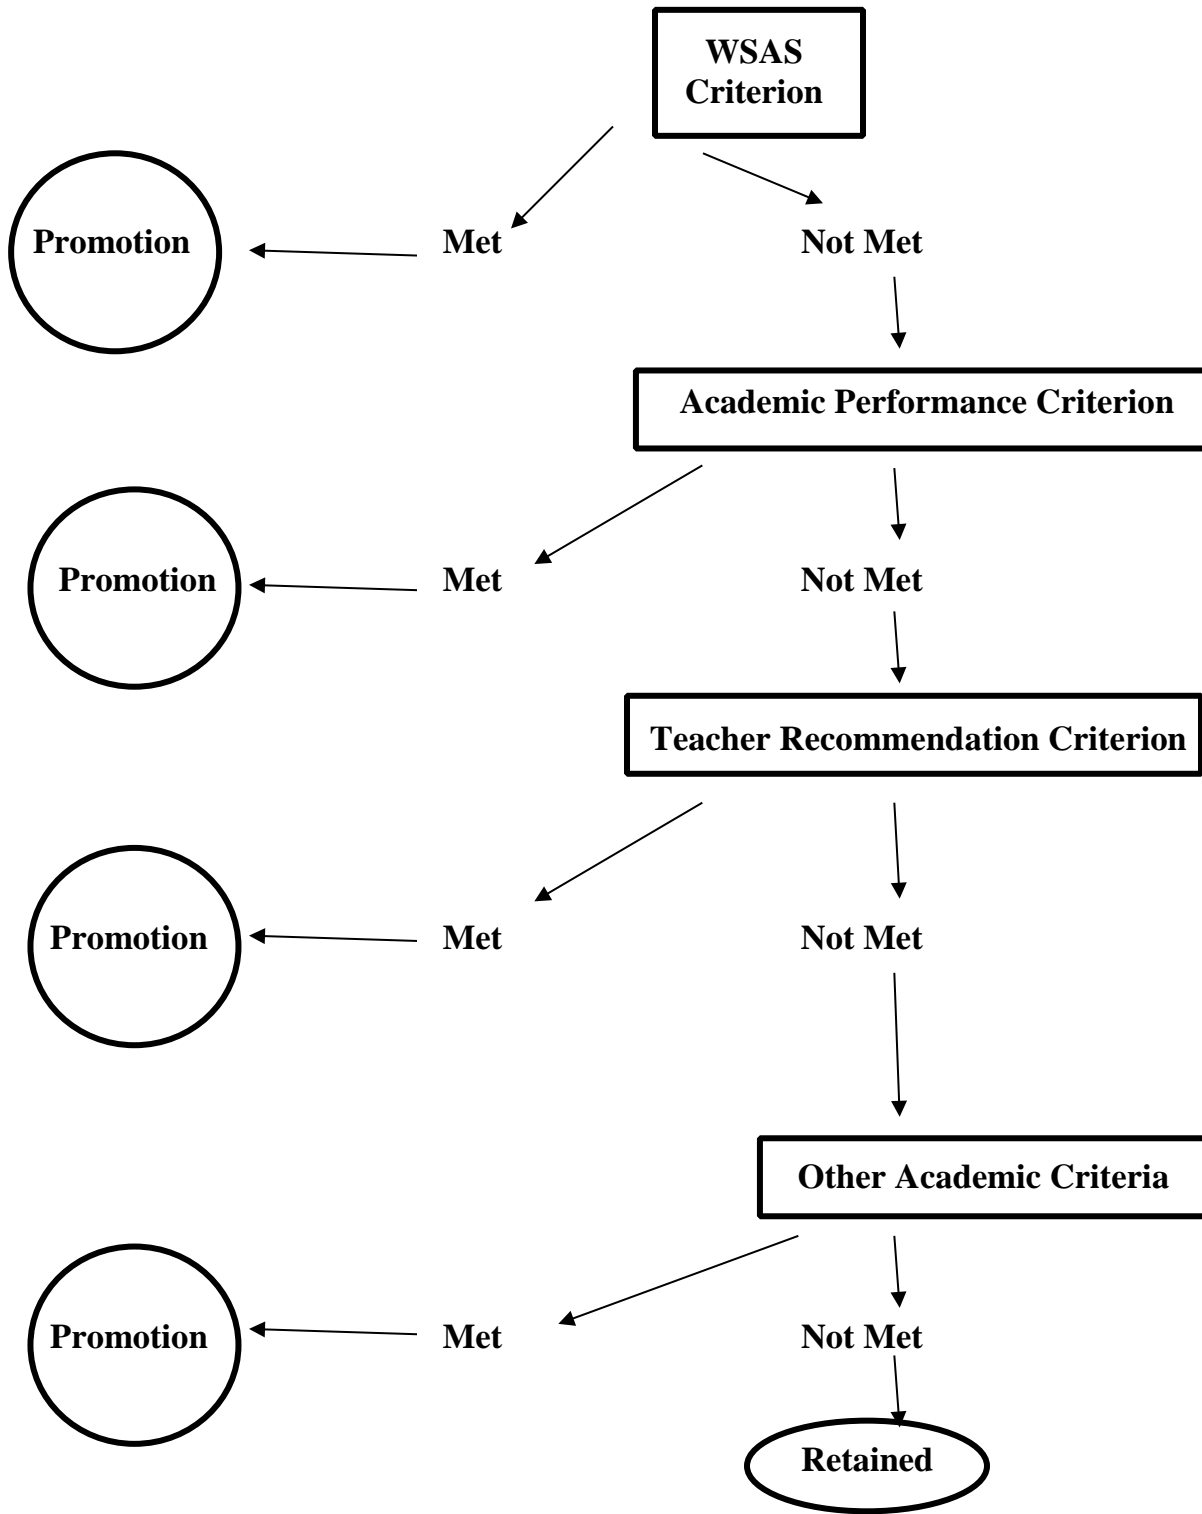 WSAS
Criterion
Promotion
Met
Not Met
Academic Performance Criterion
Promotion
Met
Not Met
Teacher Recommendation Criterion
Promotion
Met
Not Met
Other Academic Criteria
Promotion
Met
Not Met
Retained